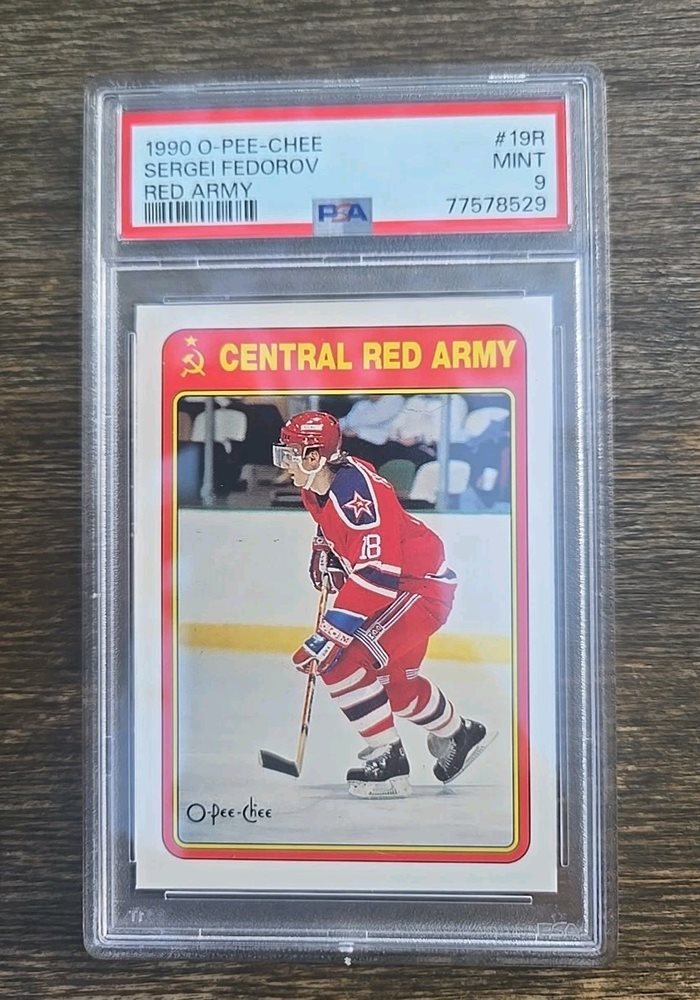 1990 O-PEE-CHEE #19R
SERGEI FEDOROV MINT
RED ARMY 9
PSA 77578529
CENTRAL RED ARMY
18
O-Pee-Chee